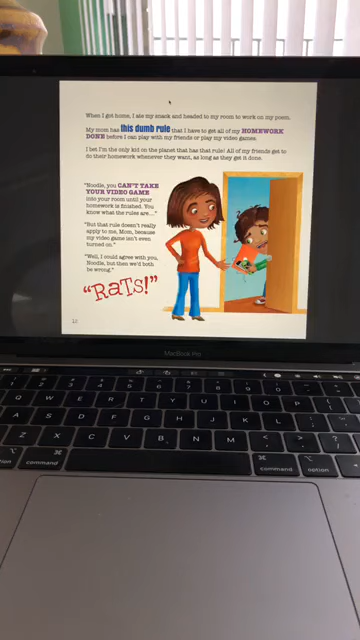 When I got home, I ate my snack and headed to my room to work on my poem.
My mom has this dumb rule that I have to get all of my HOMEWORK
DONE before I can play with my friends or play my video games.
I bet I'm the only kid on the planet that has that rule! All of my friends get to
do their homework whenever they want, as long as they get it done.
"Noodle, you CAN'T TAKE
YOUR VIDEO GAME
into your room until your
homework is finished. You
know what the rules are...."
"But that rule doesn't really
apply to me, Mom, because
my video game isn't even
turned on."
"Well, I could agree with you,
Noodle, but then we'd both
be wrong."
"RaTS!"
12
MacBook Pro
Q W E R T Y U I O P
A S D F G H J K L
Z X C V B N M
command
command option